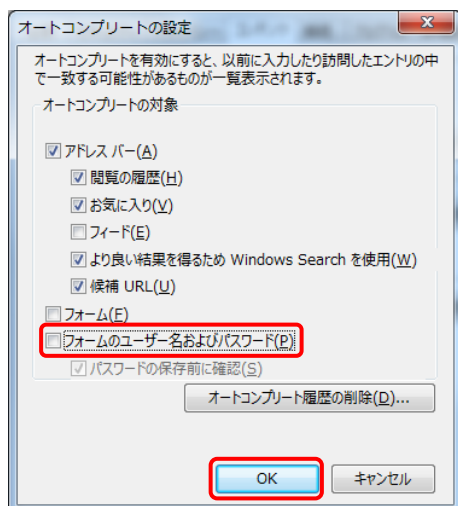 オートコンプリートの設定
オートコンプリートを有効にすると、以前に入力したり訪問したエントリの中
で一致する可能性があるものが一覧表示されます。
オートコンプリートの対象
アドレス バー(A)
閲覧の履歴(H)
お気に入り(V)
フィード(E)
より良い結果を得るため Windows Search を使用(W)
候補 URL(U)
フォーム(F)
フォームのユーザー名およびパスワード(P)
パスワードの保存前に確認(S)
オートコンプリート履歴の削除(D)...
OK
キャンセル